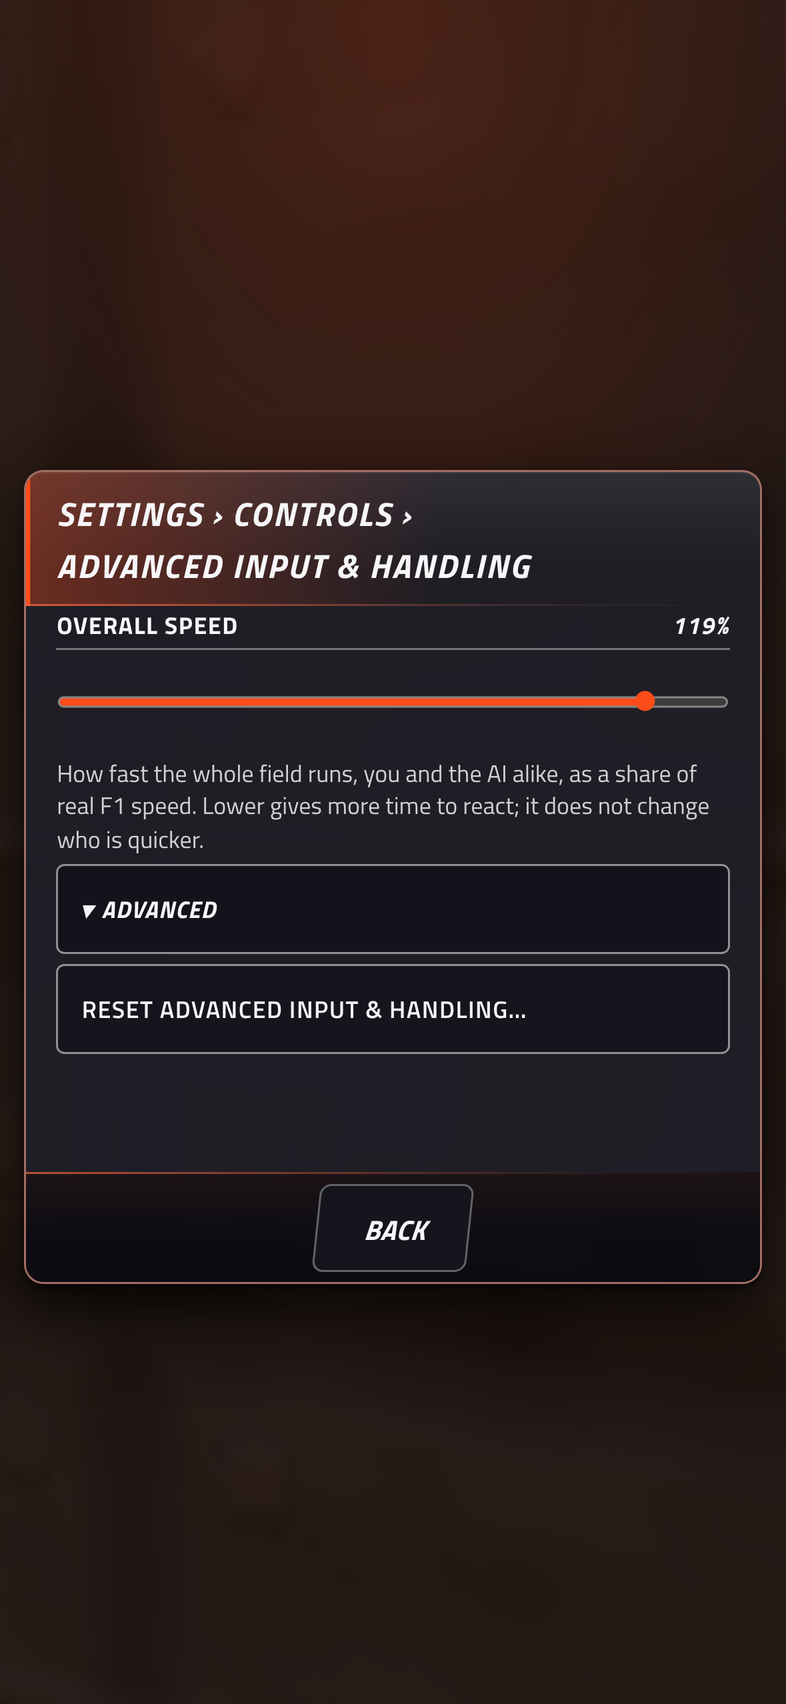 SETTINGS › CONTROLS ›
ADVANCED INPUT & HANDLING
OVERALL SPEED 119%
How fast the whole field runs, you and the AI alike, as a share of
real F1 speed. Lower gives more time to react; it does not change
who is quicker.
▼ ADVANCED
RESET ADVANCED INPUT & HANDLING...
BACK